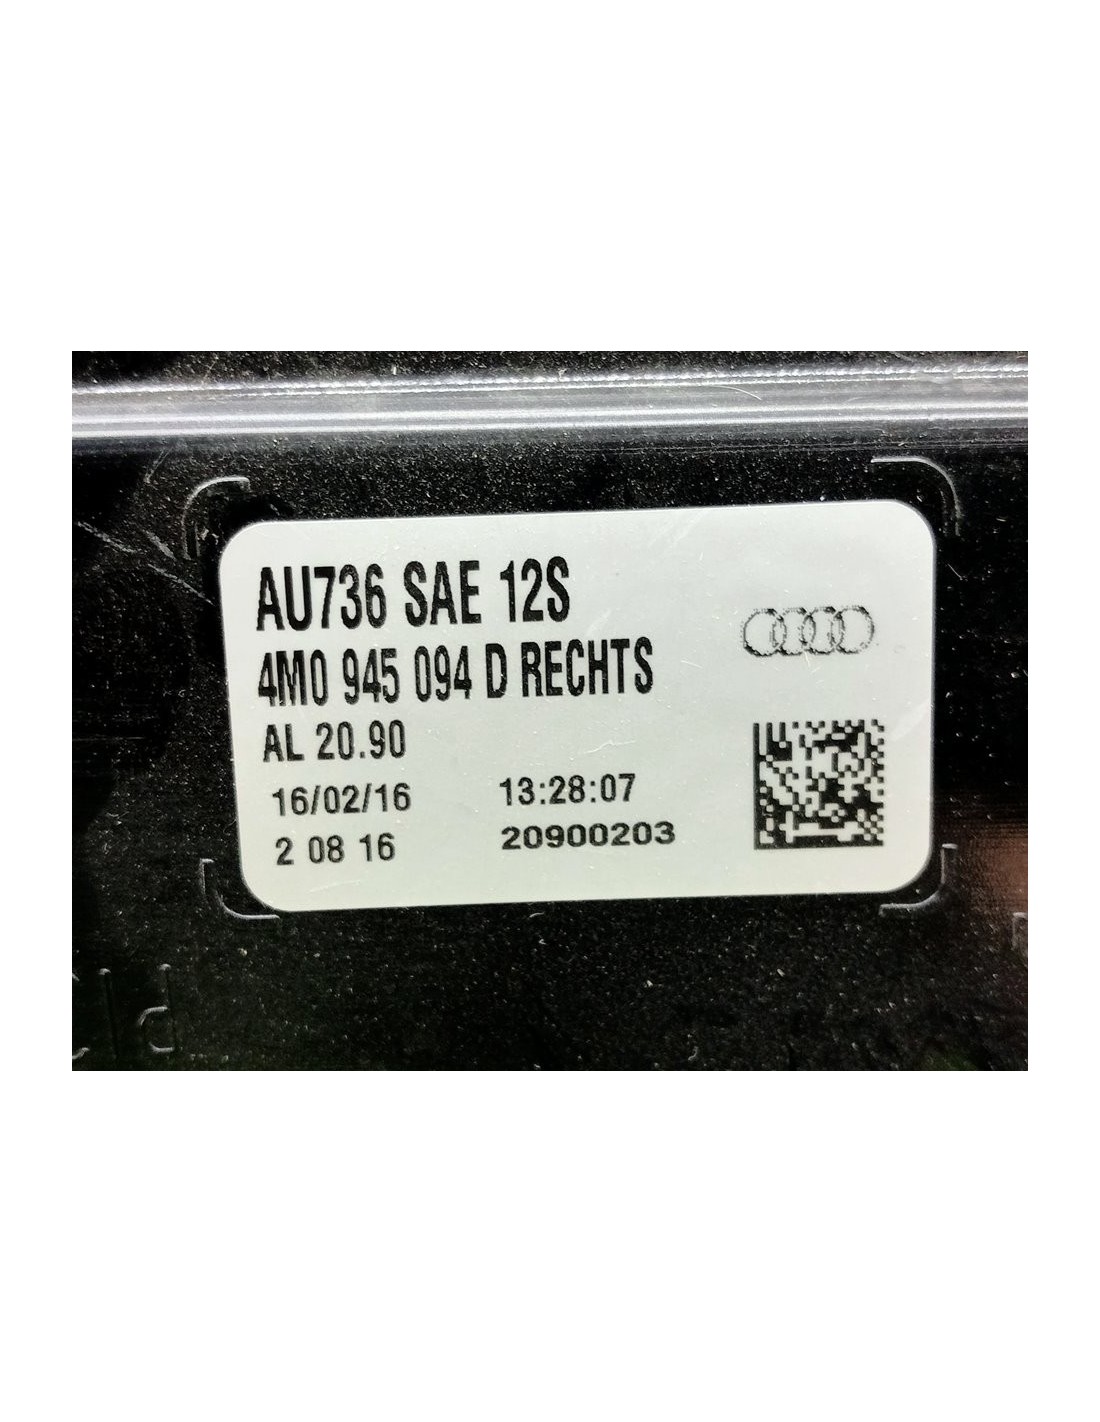 AU736 SAE 12S
4M0 945 094 D RECHTS
AL 20.90
16/02/16 13:28:07
2 08 16 20900203